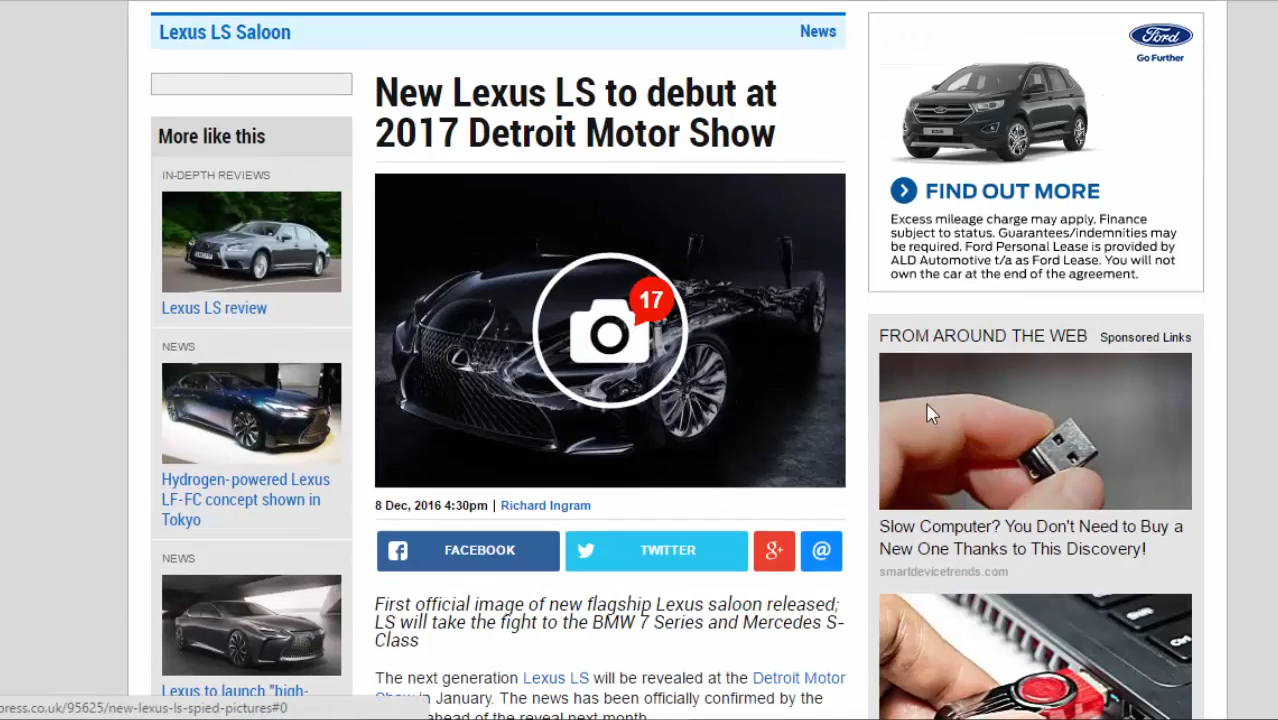 Lexus LS Saloon
News
More like this
IN-DEPTH REVIEWS
Lexus LS review
NEWS
Hydrogen-powered Lexus
LF-FC concept shown in
Tokyo
NEWS
Lexus to launch "high-
New Lexus LS to debut at
2017 Detroit Motor Show
17
8 Dec, 2016 4:30pm | Richard Ingram
FACEBOOK
TWITTER
g+
@
First official image of new flagship Lexus saloon released;
LS will take the fight to the BMW 7 Series and Mercedes S-
Class
The next generation Lexus LS will be revealed at the Detroit Motor
Show in January. The news has been officially confirmed by the
ahead of the reveal next month.
Ford
Go Further
FIND OUT MORE
Excess mileage charge may apply. Finance
subject to status. Guarantees/indemnities may
be required. Ford Personal Lease is provided by
ALD Automotive t/a as Ford Lease. You will not
own the car at the end of the agreement.
FROM AROUND THE WEB
Sponsored Links
Slow Computer? You Don't Need to Buy a
New One Thanks to This Discovery!
smartdevicetrends.com
press.co.uk/95625/new-lexus-ls-spied-pictures#0